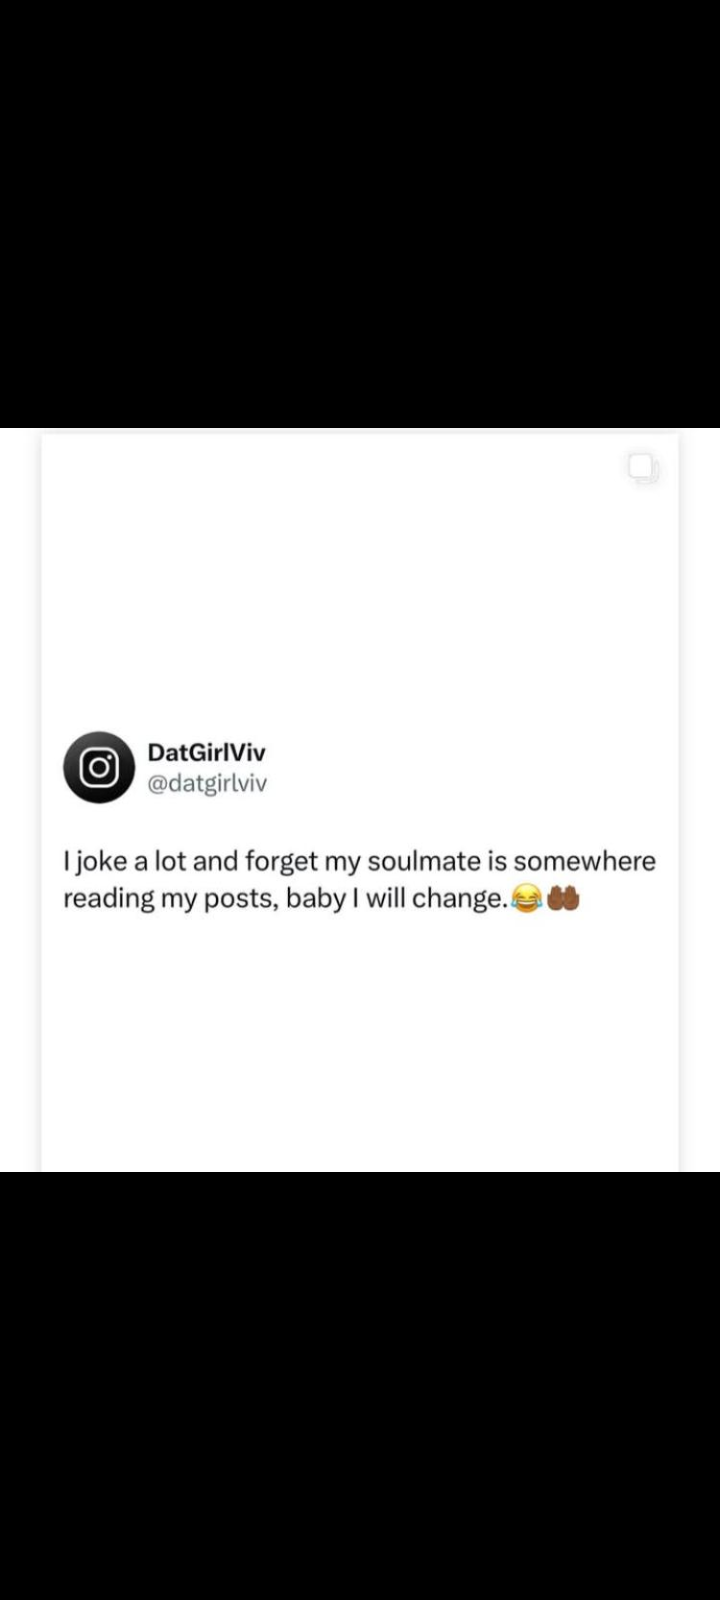 DatGirlViv
@datgirlviv
I joke a lot and forget my soulmate is somewhere
reading my posts, baby I will change.😂🤲🏾